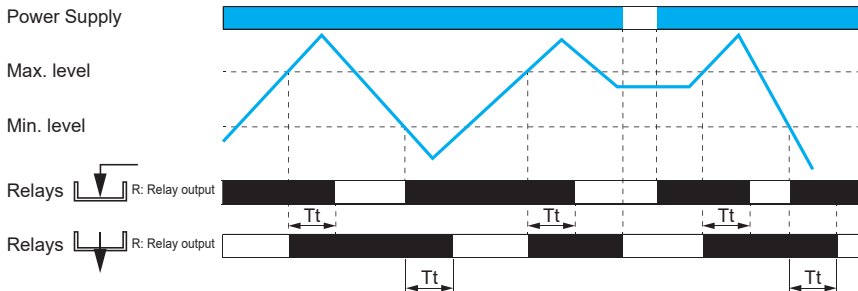 Power Supply
Max. level
Min. level
Relays R: Relay output
Tt Tt Tt
Relays R: Relay output
Tt Tt